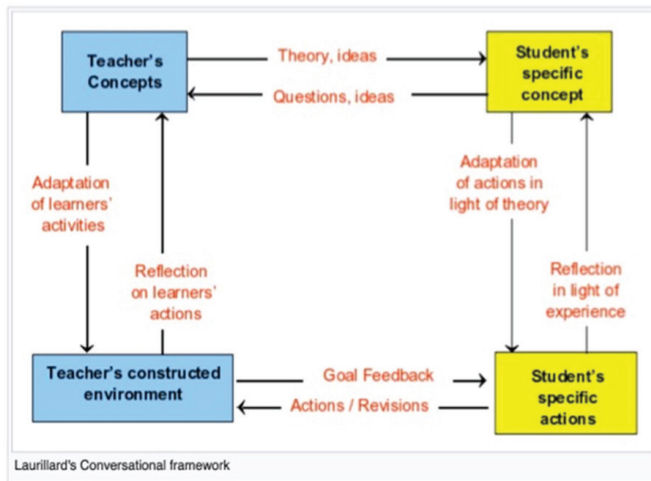 Teacher's
Concepts
Theory, ideas
Questions, ideas
Student's
specific
concept
Adaptation
of learners'
activities
Reflection
on learners'
actions
Adaptation
of actions in
light of theory
Reflection
in light of
experience
Teacher's constructed
environment
Goal Feedback
Actions / Revisions
Student's
specific
actions
Laurillard's Conversational framework